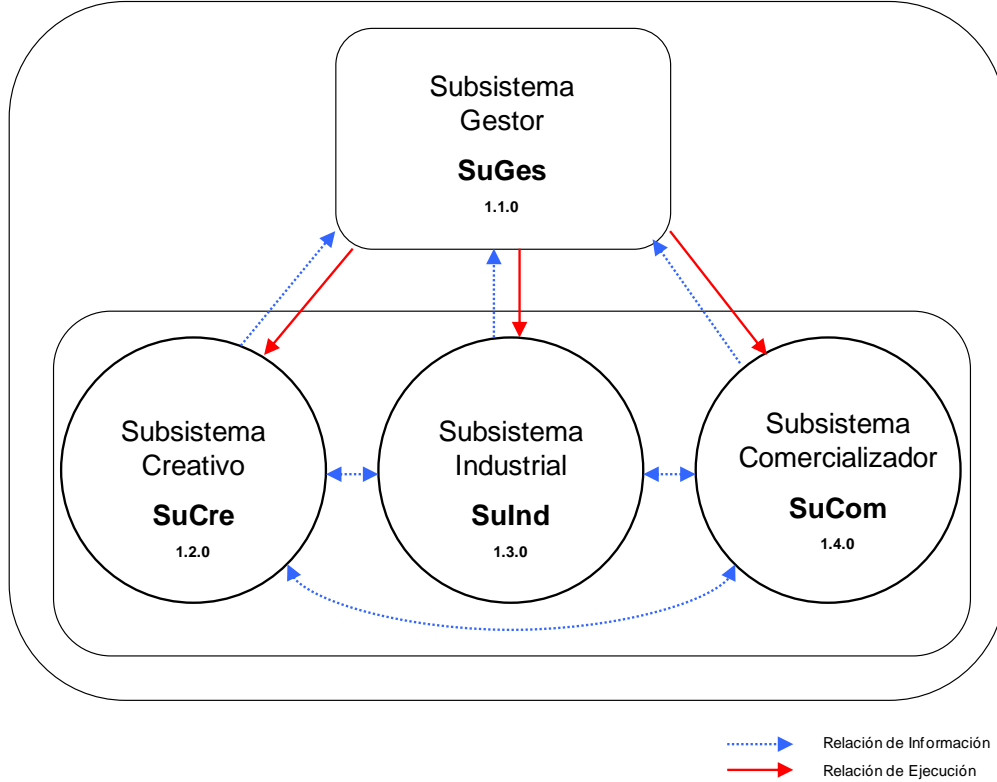 Subsistema
Gestor
SuGes
1.1.0
Subsistema
Creativo
SuCre
1.2.0
Subsistema
Industrial
SuInd
1.3.0
Subsistema
Comercializador
SuCom
1.4.0
Relación de Información
Relación de Ejecución